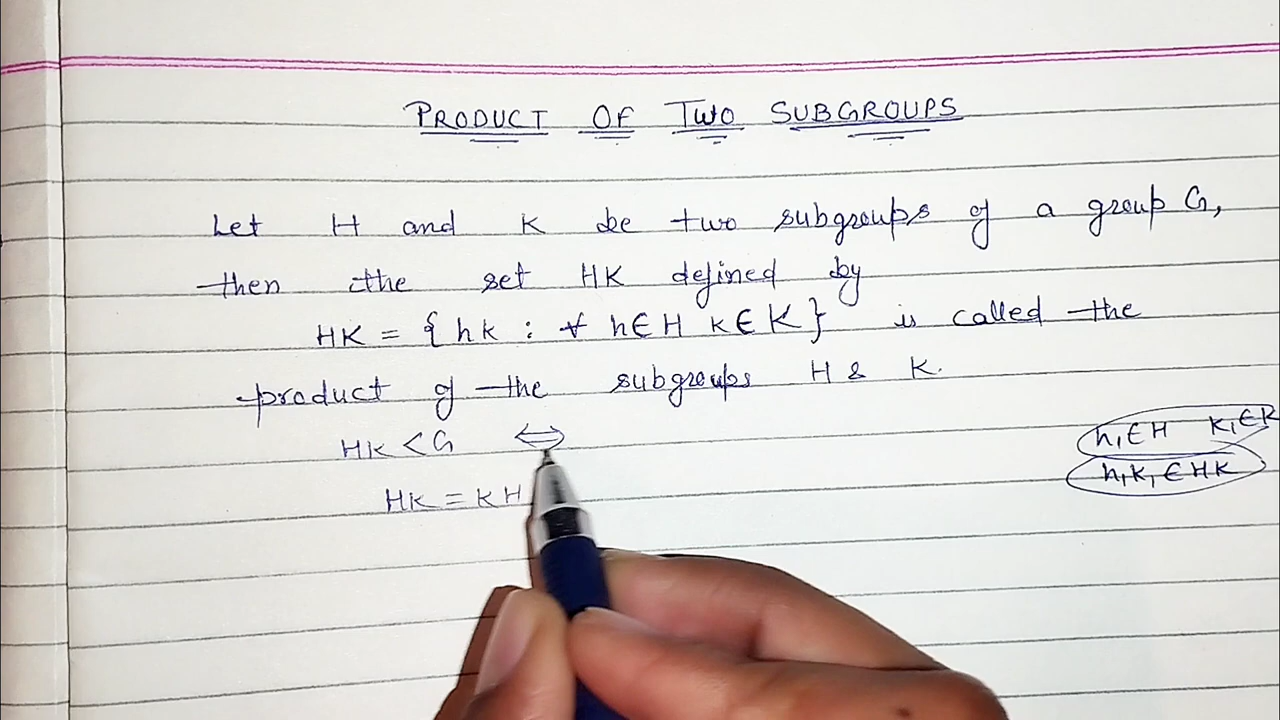 PRODUCT OF TWO SUBGROUPS
Let H and K be two subgroups of a group G,
then the set HK defined by
HK = {hk : ∀ h∈H k∈K} is called the
product of the subgroups H & K.
HK < G ⇔
HK = KH
h₁∈H K₁∈K
h₁K₁∈HK